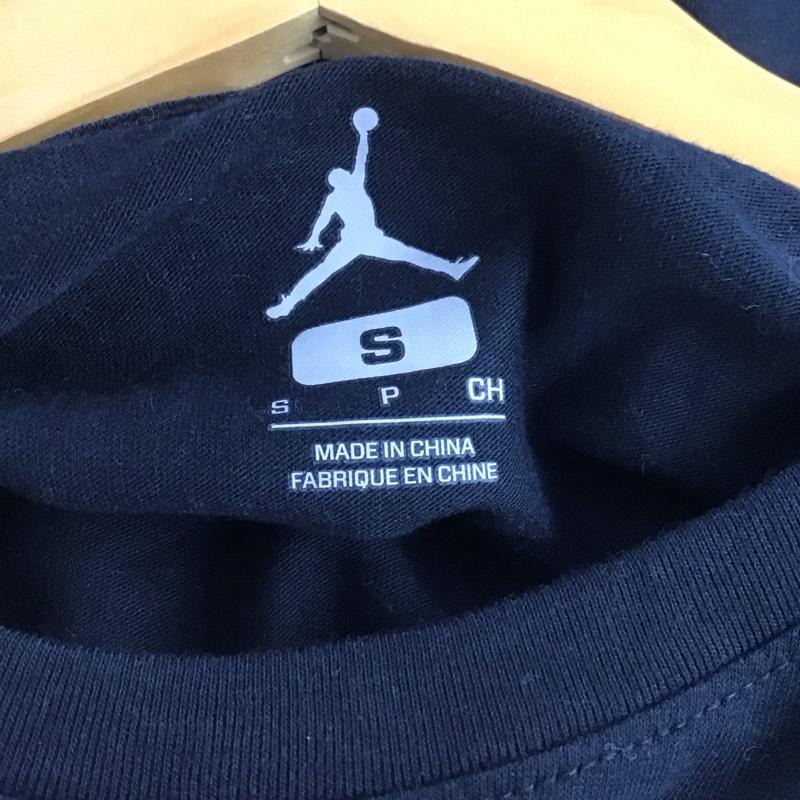 S
S P CH
MADE IN CHINA
FABRIQUE EN CHINE